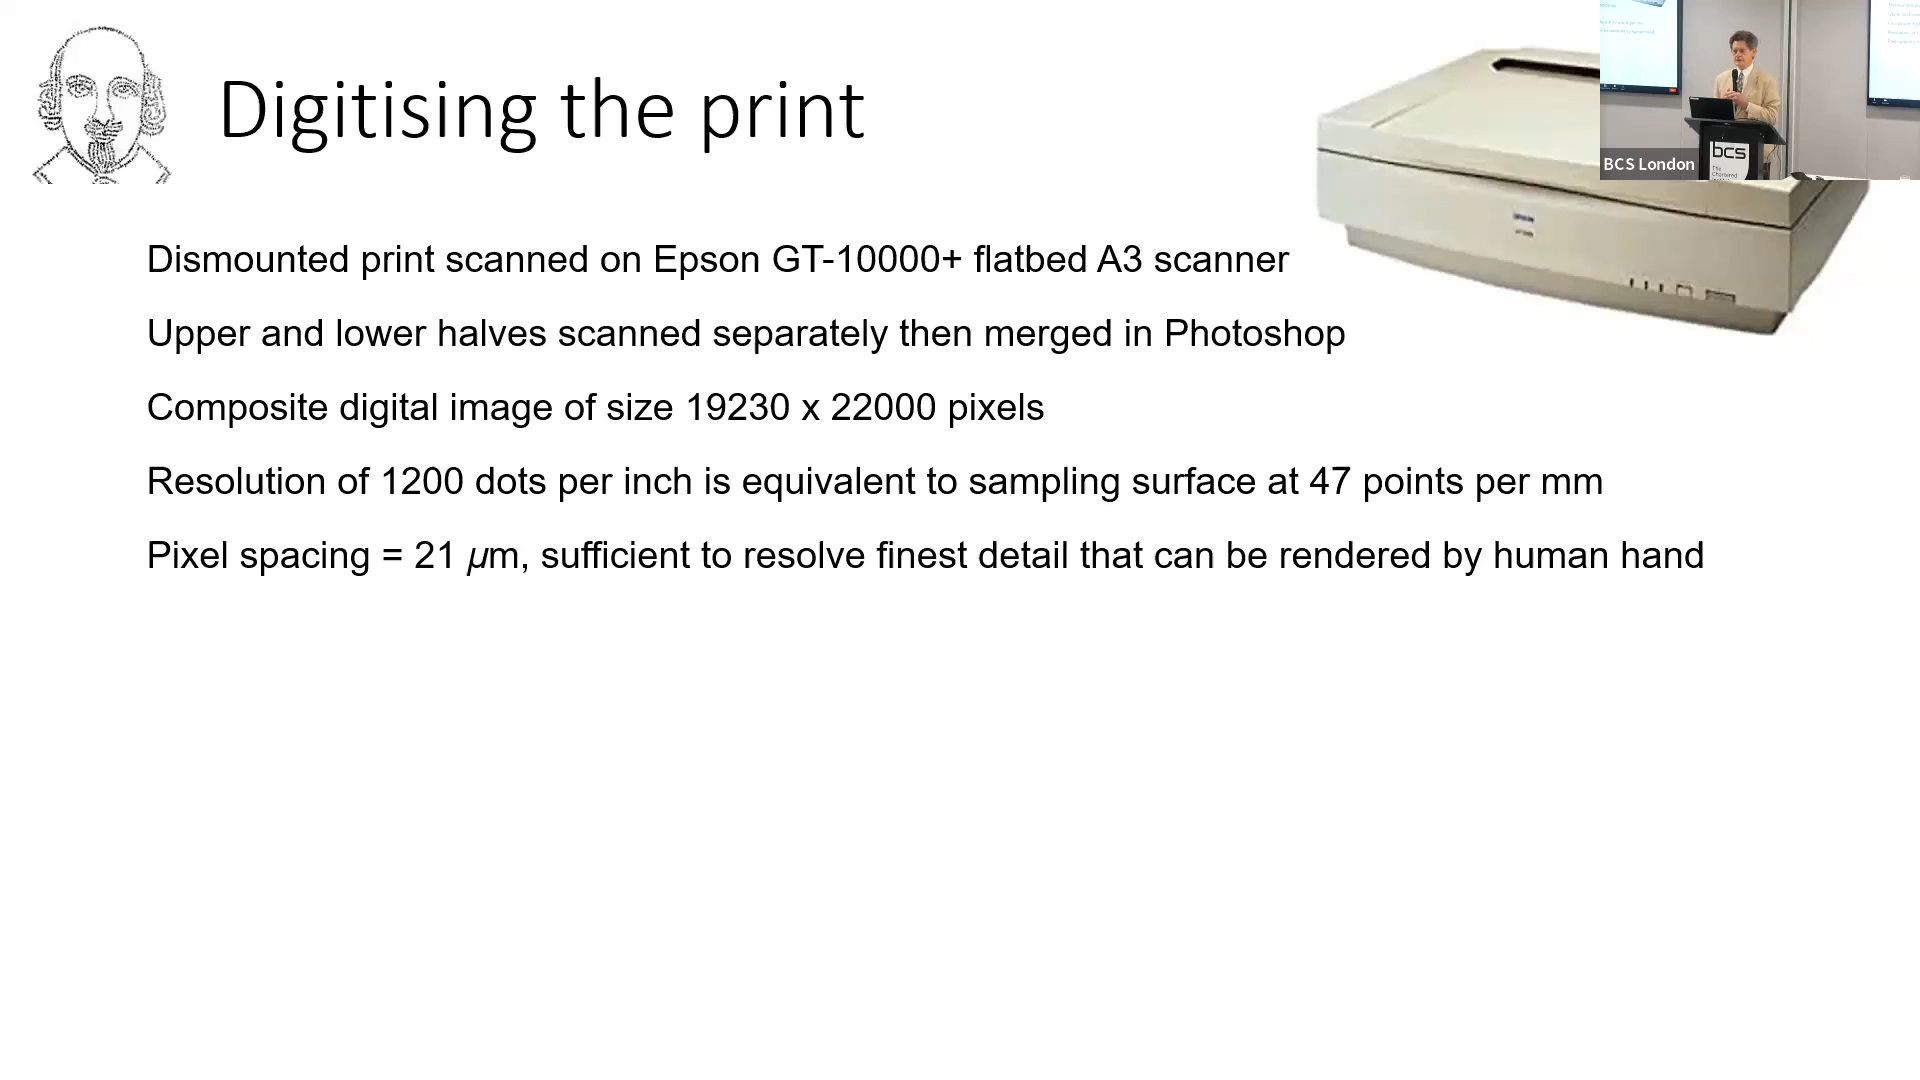 Digitising the print
BCS London
bcs
The
Chartered
Dismounted print scanned on Epson GT-10000+ flatbed A3 scanner
Upper and lower halves scanned separately then merged in Photoshop
Composite digital image of size 19230 x 22000 pixels
Resolution of 1200 dots per inch is equivalent to sampling surface at 47 points per mm
Pixel spacing = 21 µm, sufficient to resolve finest detail that can be rendered by human hand